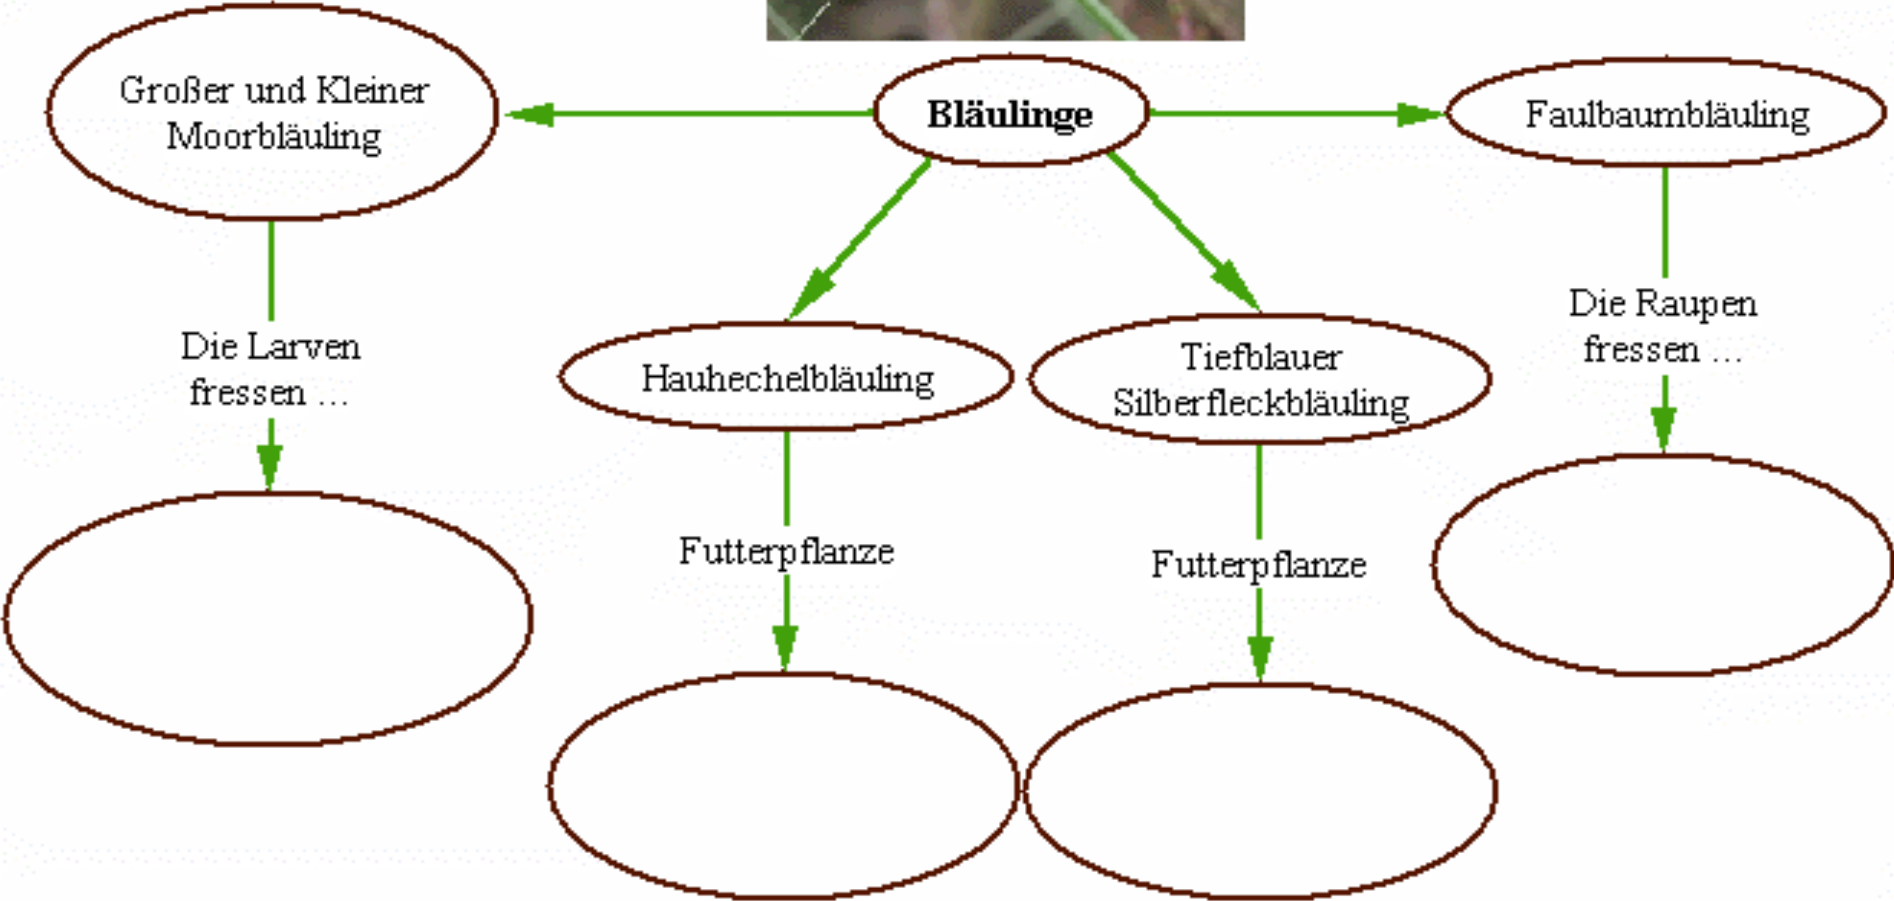 Großer und Kleiner
Moorbläuling
Bläulinge
Faulbaumbläuling
Die Larven
fressen ...
Hauhechelbläuling
Tiefblauer
Silberfleckbläuling
Die Raupen
fressen ...
Futterpflanze
Futterpflanze